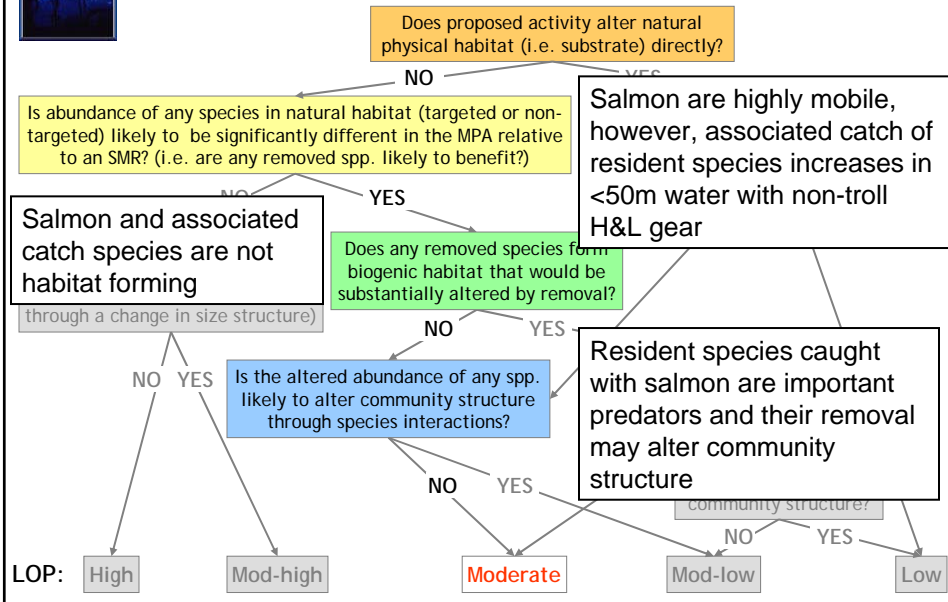 Does proposed activity alter natural
physical habitat (i.e. substrate) directly?
NO
YES
Is abundance of any species in natural habitat (targeted or non-
targeted) likely to be significantly different in the MPA relative
to an SMR? (i.e. are any removed spp. likely to benefit?)
Salmon are highly mobile,
however, associated catch of
resident species increases in
<50m water with non-troll
H&L gear
NO
YES
Salmon and associated
catch species are not
habitat forming
through a change in size structure)
Does any removed species form
biogenic habitat that would be
substantially altered by removal?
NO
YES
NO YES
Is the altered abundance of any spp.
likely to alter community structure
through species interactions?
Resident species caught
with salmon are important
predators and their removal
may alter community
structure
NO
YES
community structure?
NO
YES
LOP:
High
Mod-high
Moderate
Mod-low
Low